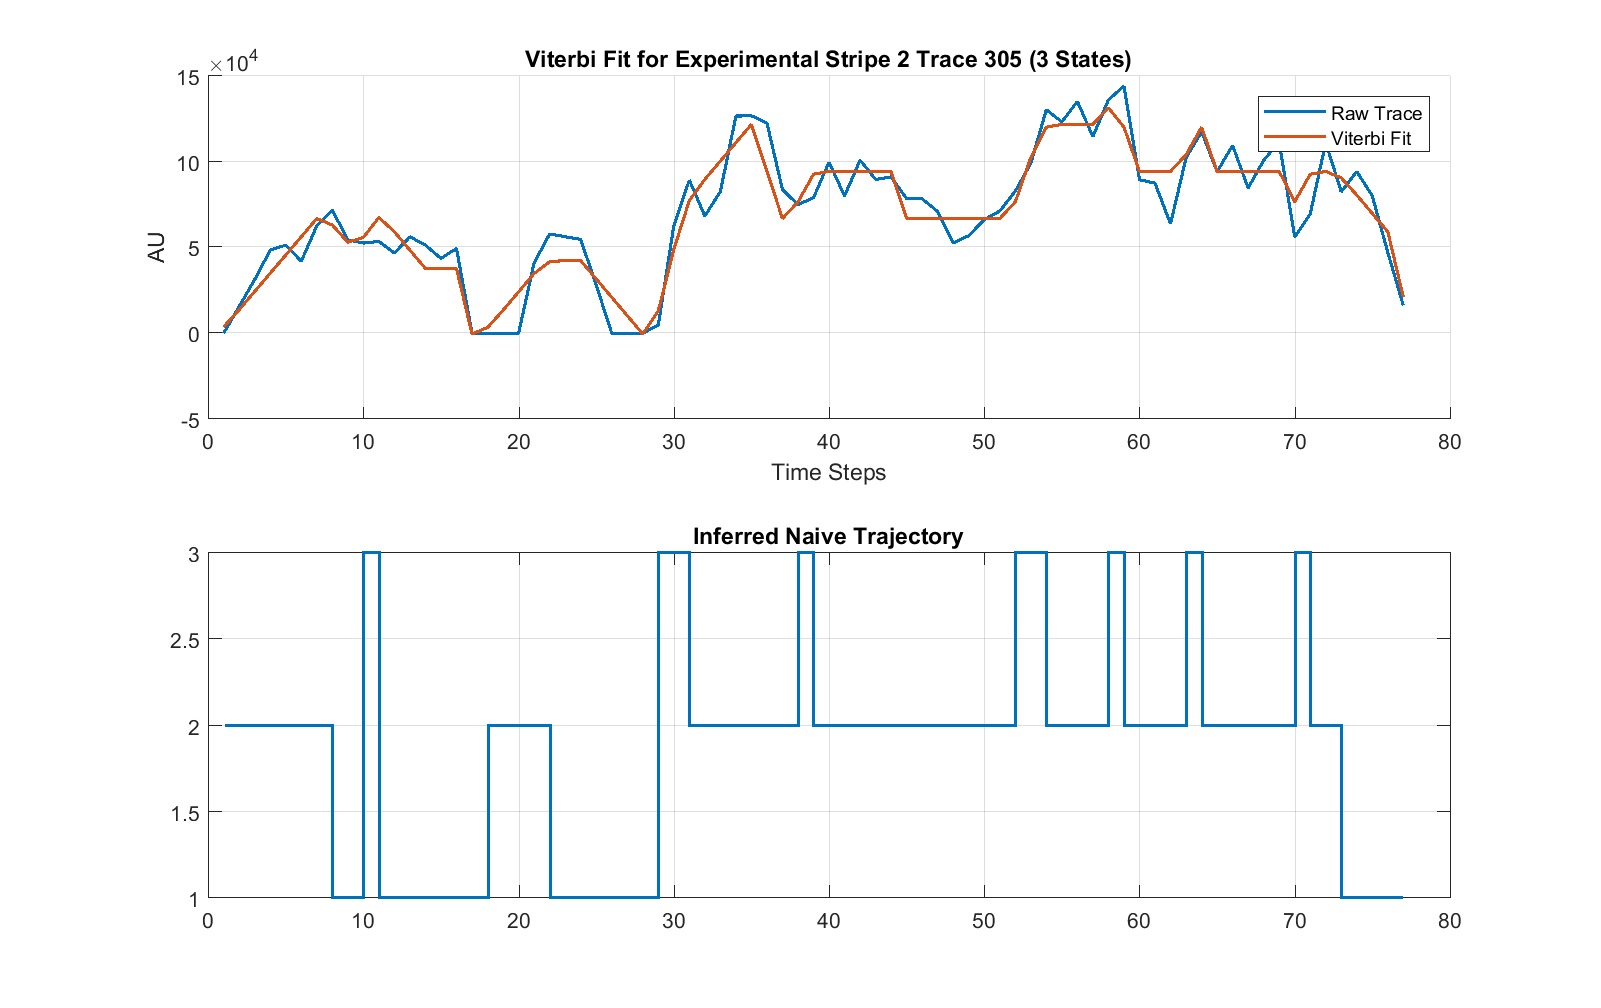 Viterbi Fit for Experimental Stripe 2 Trace 305 (3 States)
×10⁴
15
10
5
0
-5
AU
Raw Trace
Viterbi Fit
0 10 20 30 40 50 60 70 80
Time Steps
Inferred Naive Trajectory
3
2.5
2
1.5
1
0 10 20 30 40 50 60 70 80